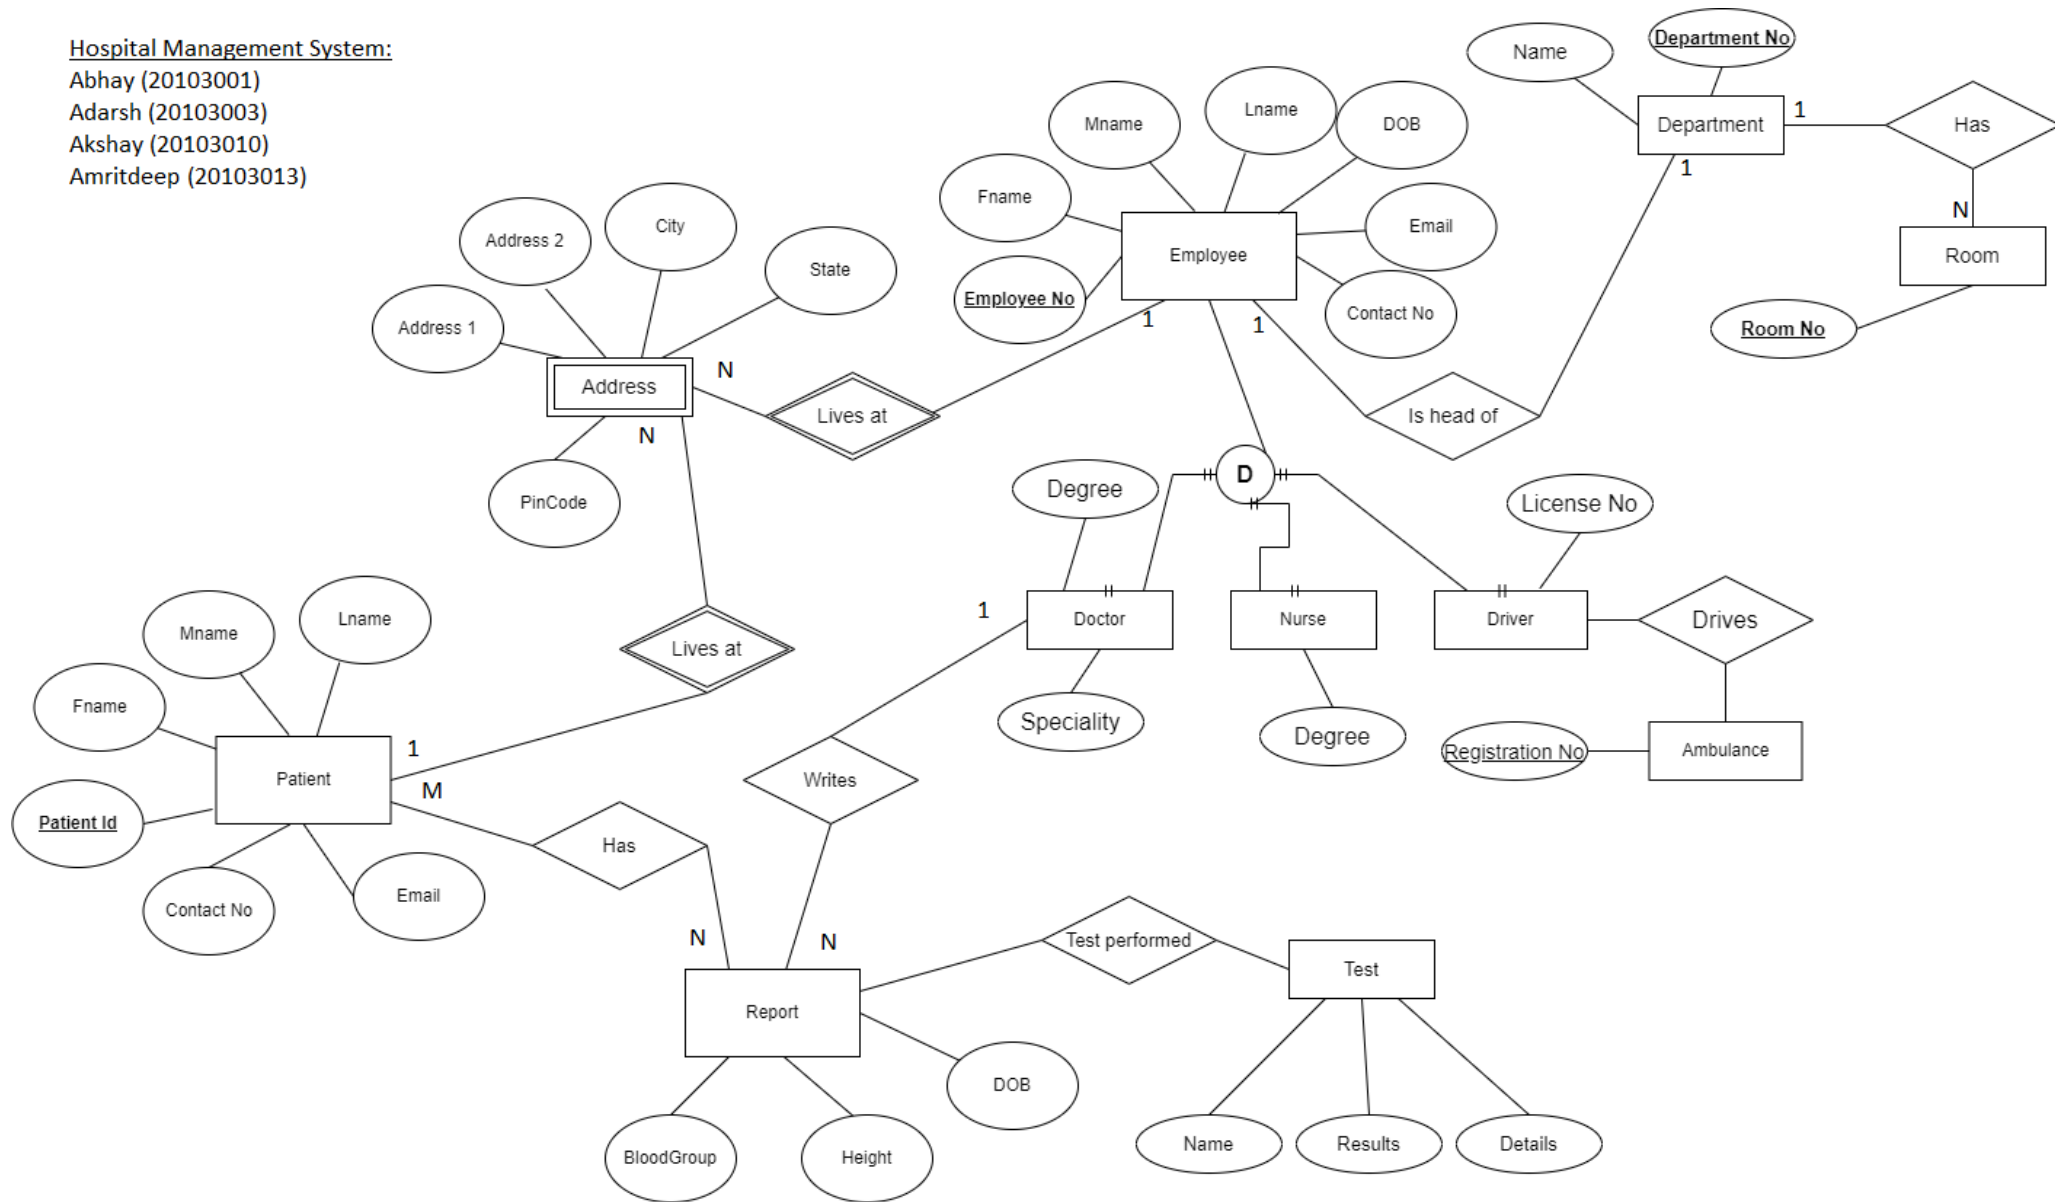 Hospital Management System:
Abhay (20103001)
Adarsh (20103003)
Akshay (20103010)
Amritdeep (20103013)
Name
Department No
Department
1
Has
1
N
Room
Room No
Mname
Lname
DOB
Fname
Email
Employee
Employee No
Contact No
1
1
Address 2
City
State
Address 1
Address
N
N
PinCode
Lives at
Is head of
D
Degree
License No
Lives at
1
Doctor
Nurse
Driver
Drives
Speciality
Degree
Registration No
Ambulance
Mname
Lname
Fname
Patient
1
M
Patient Id
Contact No
Email
Has
Writes
N
N
Test performed
Test
Report
DOB
BloodGroup
Height
Name
Results
Details